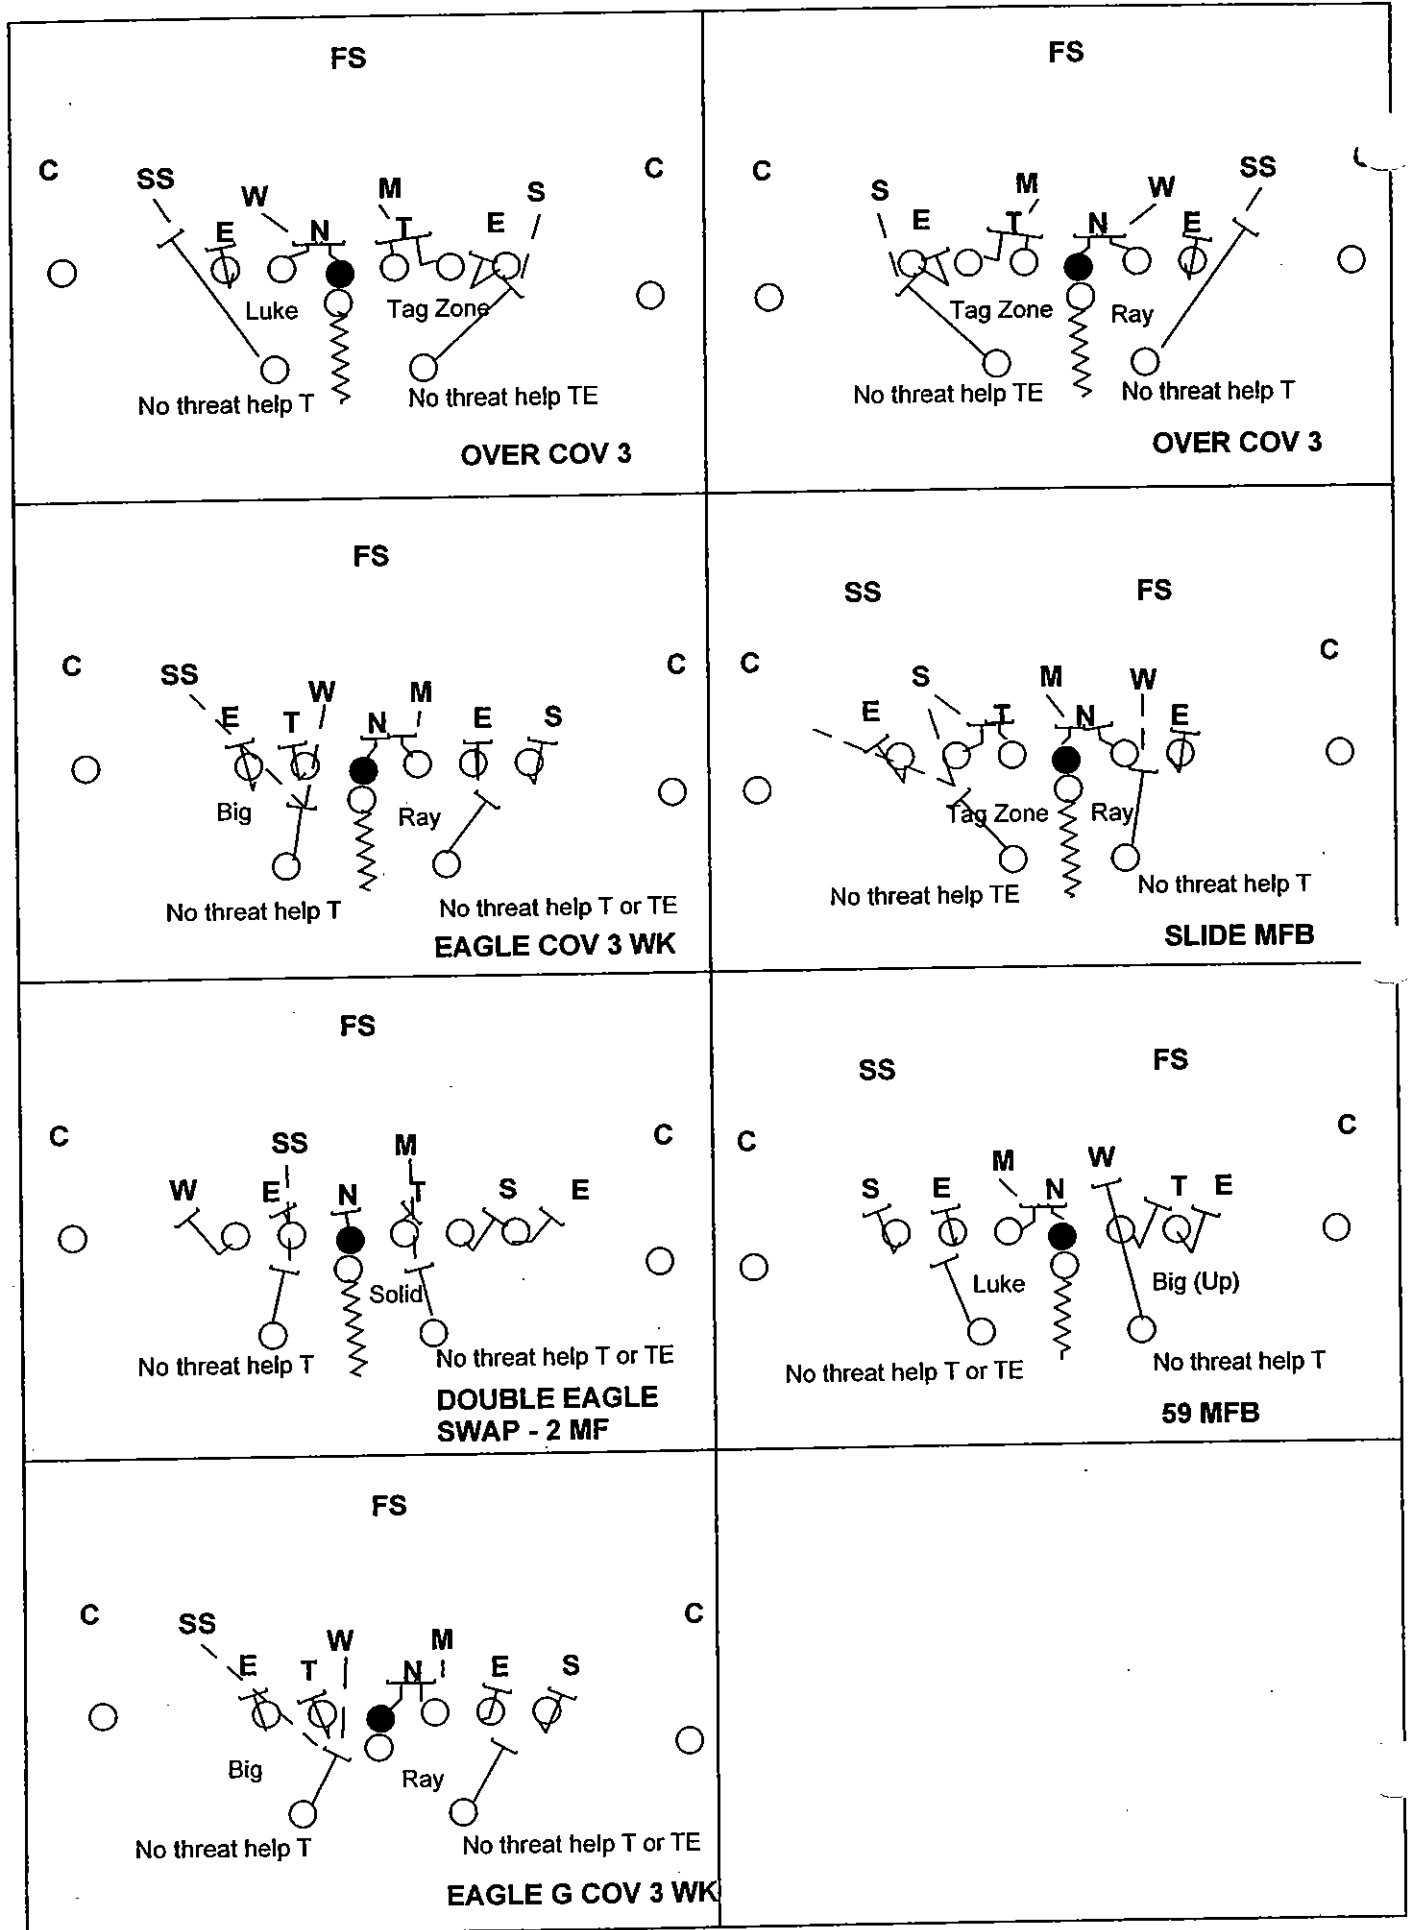 FS
C
SS
W
M
S
C
E
N
T
E
Luke
Tag Zone
No threat help T
No threat help TE
OVER COV 3
FS
C
S
M
W
SS
E
T
N
E
Tag Zone
Ray
No threat help TE
No threat help T
OVER COV 3
FS
C
SS
W
M
C
E
T
N
E
S
Big
Ray
No threat help T
No threat help T or TE
EAGLE COV 3 WK
SS
FS
C
S
M
W
C
E
T
N
E
Tag Zone
Ray
No threat help TE
No threat help T
SLIDE MFB
FS
C
SS
M
C
W
E
N
T
S
E
Solid
No threat help T
No threat help T or TE
DOUBLE EAGLE
SWAP - 2 MF
SS
FS
C
M
W
C
S
E
N
T
E
Luke
Big (Up)
No threat help T or TE
No threat help T
59 MFB
FS
C
SS
W
M
C
E
T
N
E
S
Big
Ray
No threat help T
No threat help T or TE
EAGLE G COV 3 WK